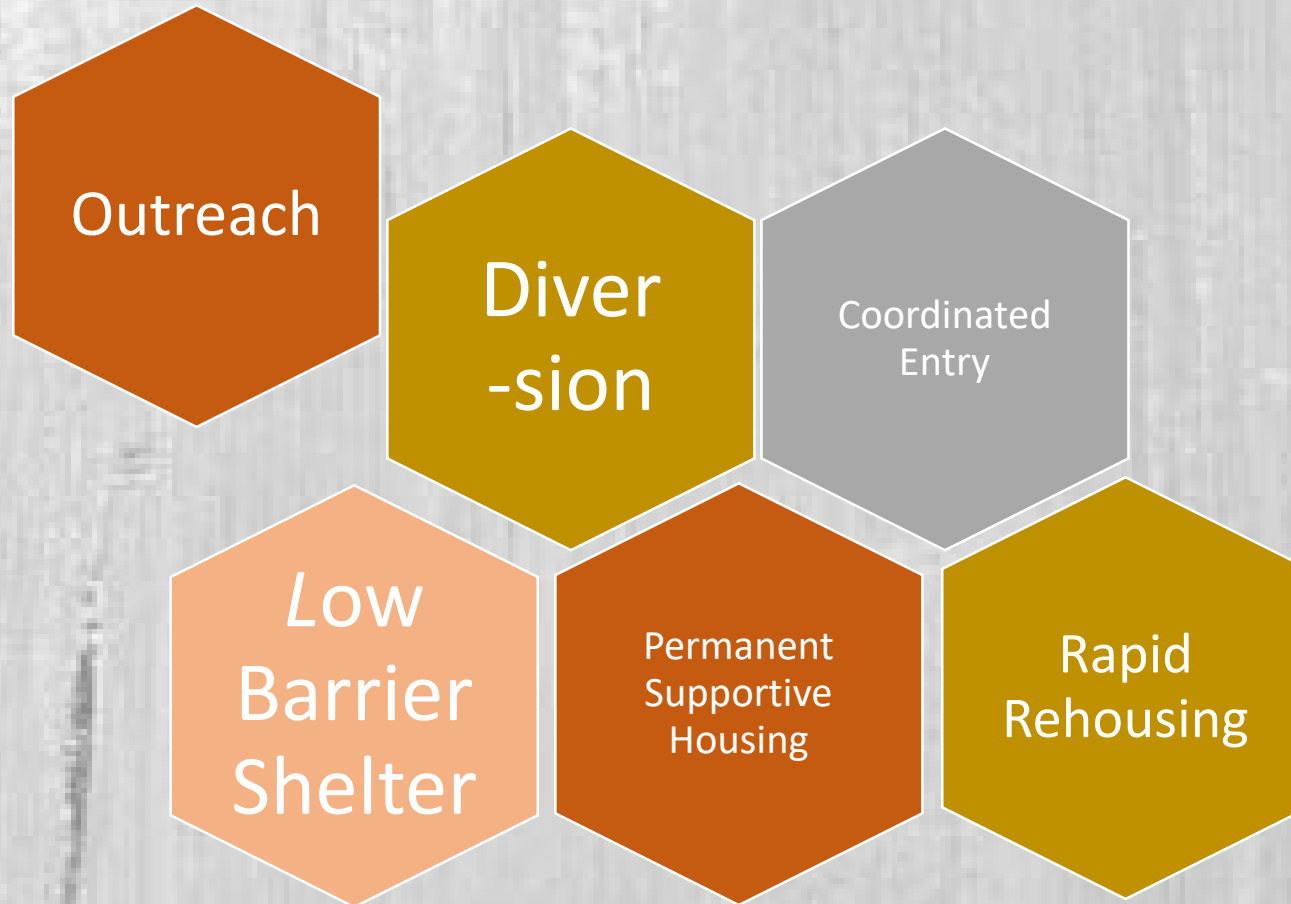 Outreach
Diver
-sion
Coordinated
Entry
Low
Barrier
Shelter
Permanent
Supportive
Housing
Rapid
Rehousing